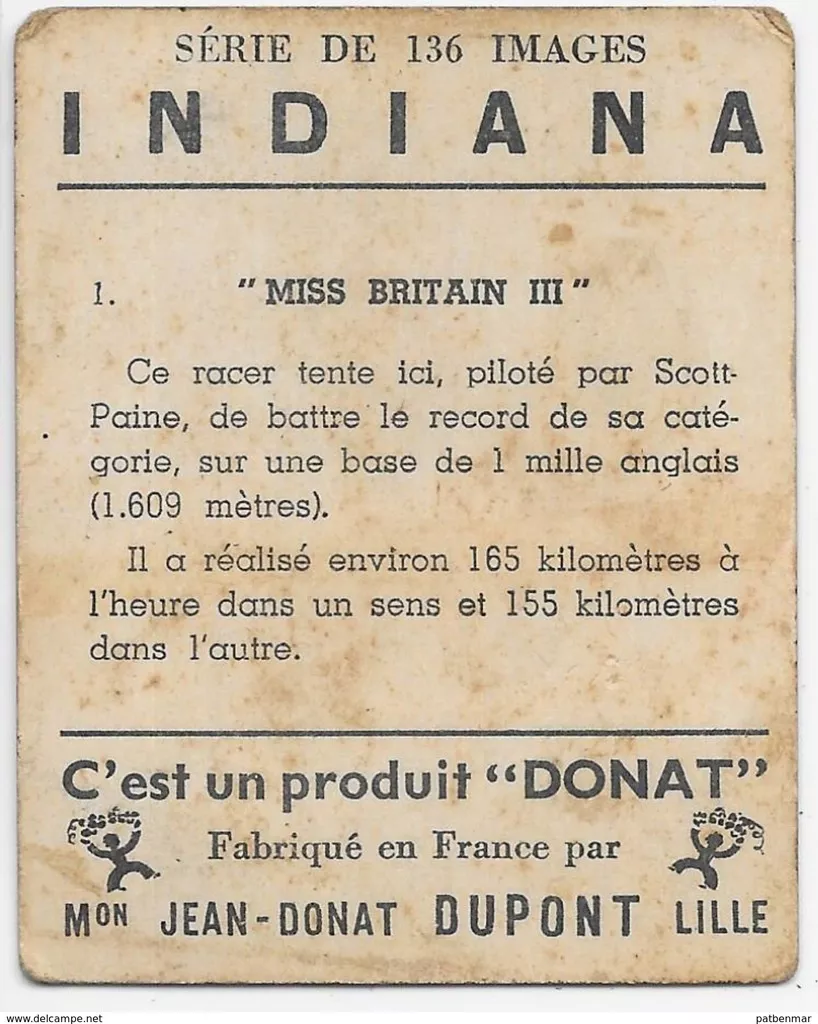 SÉRIE DE 136 IMAGES
INDIANA
1. "MISS BRITAIN III"
Ce racer tente ici, piloté par Scott-
Paine, de battre le record de sa caté-
gorie, sur une base de 1 mille anglais
(1.609 mètres).
Il a réalisé environ 165 kilomètres à
l'heure dans un sens et 155 kilomètres
dans l'autre.
C'est un produit "DONAT"
Fabriqué en France par
MON JEAN-DONAT DUPONT LILLE
www.delcampe.net
patbenmar